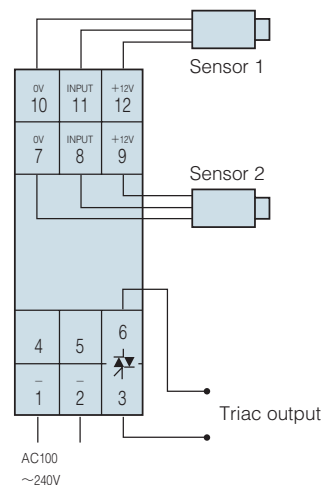 Sensor 1
0V INPUT +12V
10 11 12
0V INPUT +12V
7 8 9
Sensor 2
4 5 6
– –
1 2 3
Triac output
AC100
~240V